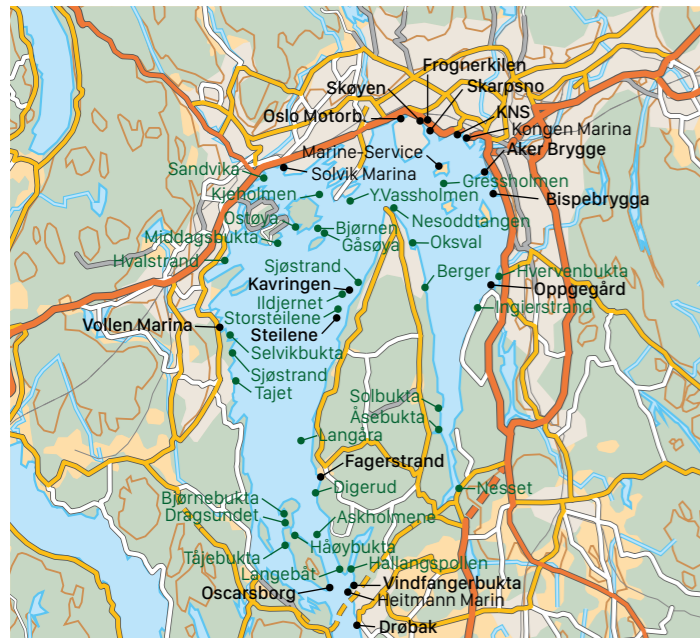 Frognerkilen
Skøyen
Skarpsno
Oslo Motorb.
KNS
Kongen Marina
Marine-Service
Aker Brygge
Solvik Marina
Sandvika
Gressholmen
Kjeholmen
Y.Vassholmen
Bispebrygga
Ostøya
Bjørnen
Nesoddtangen
Middagsbukta
Gåsøya
Oksval
Hvalstrand
Sjøstrand
Berger
Hvervenbukta
Kavringen
Oppgegård
Ildjernet
Storsteilene
Ingierstrand
Vollen Marina
Steilene
Selvikbukta
Sjøstrand
Tajet
Solbukta
Åsebukta
Langåra
Fagerstrand
Digerud
Nesset
Bjørnebukta
Dragsundet
Askholmene
Tåjebukta
Håøybukta
Langebåt
Hallangspollen
Oscarsborg
Vindfangerbukta
Heitmann Marin
Drøbak